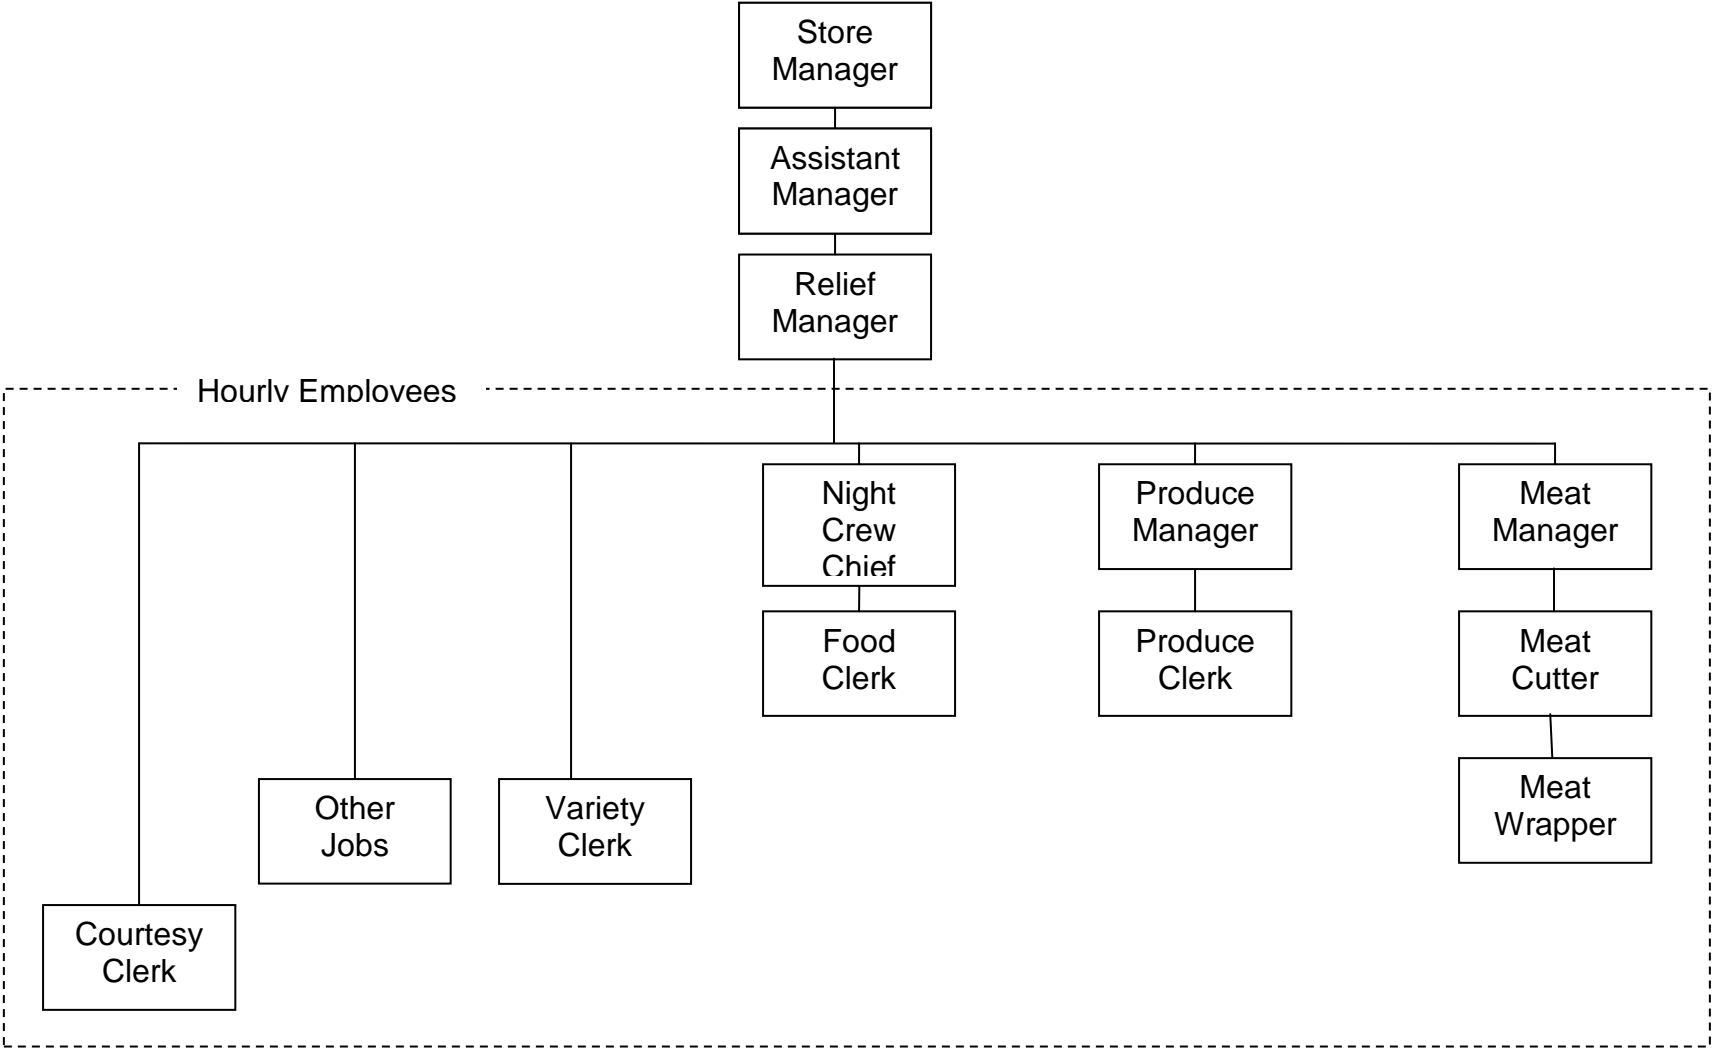 Store
Manager
Assistant
Manager
Relief
Manager
Hourly Employees
Night
Crew
Chief
Produce
Manager
Meat
Manager
Food
Clerk
Produce
Clerk
Meat
Cutter
Other
Jobs
Variety
Clerk
Meat
Wrapper
Courtesy
Clerk